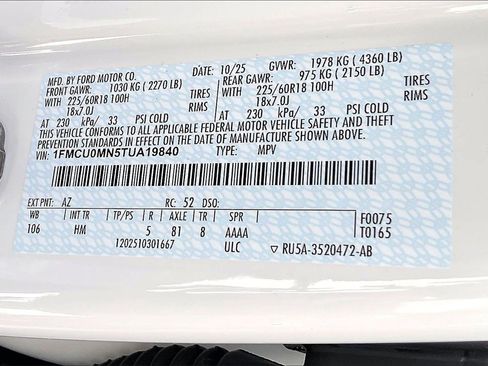 MFD. BY FORD MOTOR CO. DATE: 10/25 GVWR: 1978 KG ( 4360 LB)
FRONT GAWR: 1030 KG ( 2270 LB) REAR GAWR: 975 KG ( 2150 LB)
WITH 225/60R18 100H TIRES WITH 225/60R18 100H TIRES
18x7.0J RIMS 18x7.0J RIMS
AT 230 kPa/ 33 PSI COLD AT 230 kPa/ 33 PSI COLD
THIS VEHICLE CONFORMS TO ALL APPLICABLE FEDERAL MOTOR VEHICLE SAFETY AND THEFT PREVENTION STANDARDS IN
EFFECT ON THE DATE OF MANUFACTURE SHOWN ABOVE.
VIN: 1FMCU0MN5TUA19840 TYPE: MPV
EXT PNT: AZ RC: 52 DSO:
WB INT TR TP/PS R AXLE TR SPR F0075
106 HM 5 81 8 AAAA T0165
1202510301667 ULC RU5A-3520472-AB